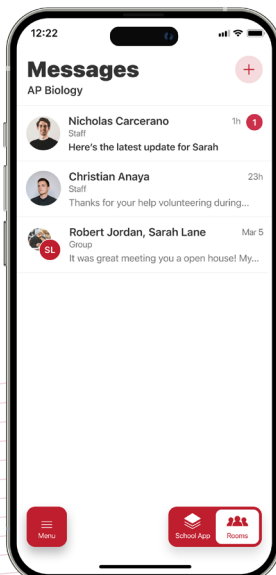 12:22
Messages
AP Biology
Nicholas Carcerano
1h
1
Staff
Here's the latest update for Sarah
Christian Anaya
23h
Staff
Thanks for your help volunteering during...
Robert Jordan, Sarah Lane
Mar 5
SL
Group
It was great meeting you a open house! My...
Menu
School App
Rooms